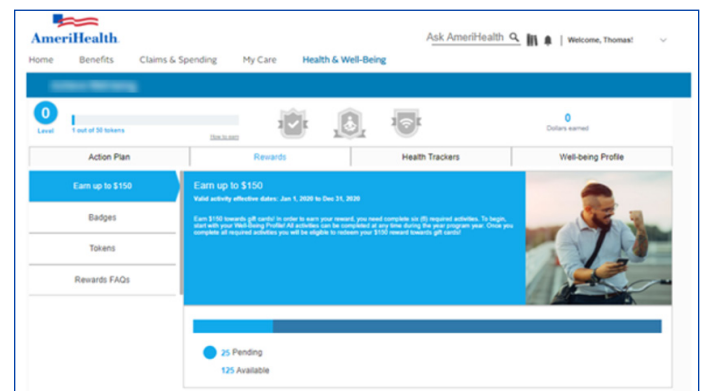 AmeriHealth.
Ask AmeriHealth | Welcome, Thomas!
Home Benefits Claims & Spending My Care Health & Well-Being
0
Level
1 out of 30 tokens
How to earn
0
Dollars earned
Action Plan Rewards Health Trackers Well-being Profile
Earn up to $150
Badges
Tokens
Rewards FAQs
Earn up to $150
Valid activity effective dates: Jan 1, 2020 to Dec 31, 2020
Earn $150 towards gift cards! In order to earn your reward, you need complete six (6) required activities. To begin,
start with your Well-Being Profile! All activities can be completed at any time during the year program year. Once you
complete all required activities you will be eligible to redeem your $150 reward towards gift cards!
25 Pending
125 Available